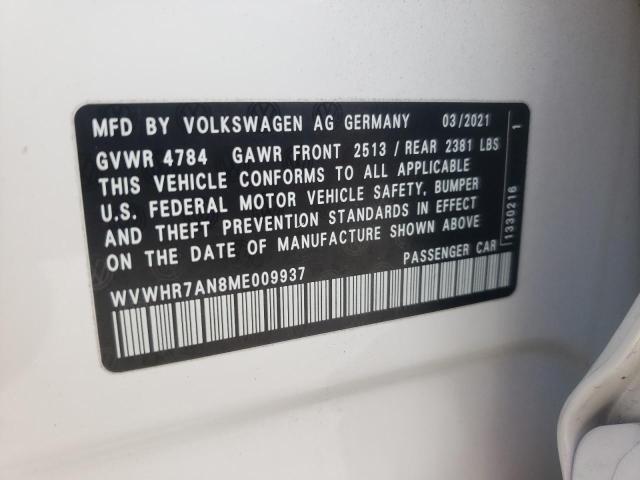 MFD BY VOLKSWAGEN AG GERMANY 03/2021
GVWR 4784 GAWR FRONT 2513 / REAR 2381 LBS
THIS VEHICLE CONFORMS TO ALL APPLICABLE
U.S. FEDERAL MOTOR VEHICLE SAFETY, BUMPER
AND THEFT PREVENTION STANDARDS IN EFFECT
ON THE DATE OF MANUFACTURE SHOWN ABOVE
WVWHR7AN8ME009937 PASSENGER CAR
1330216 1